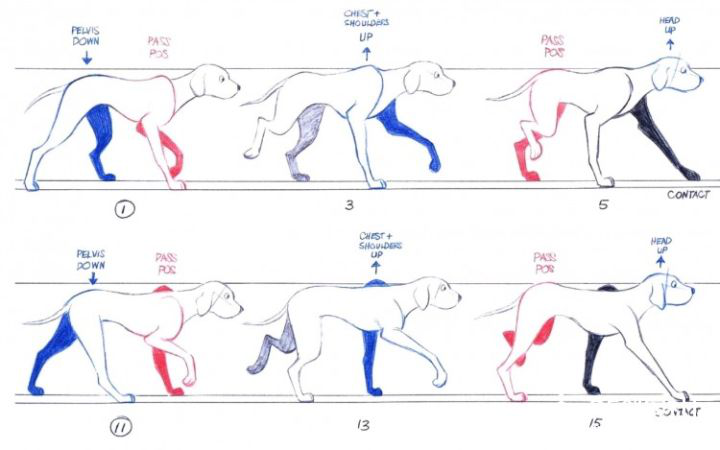 PELVIS
DOWN
PASS
POS
CHEST +
SHOULDERS
UP
PASS
POS
HEAD
UP
CONTACT
1
3
5
PELVIS
DOWN
PASS
POS
CHEST +
SHOULDERS
UP
PASS
POS
HEAD
UP
CONTACT
11
13
15